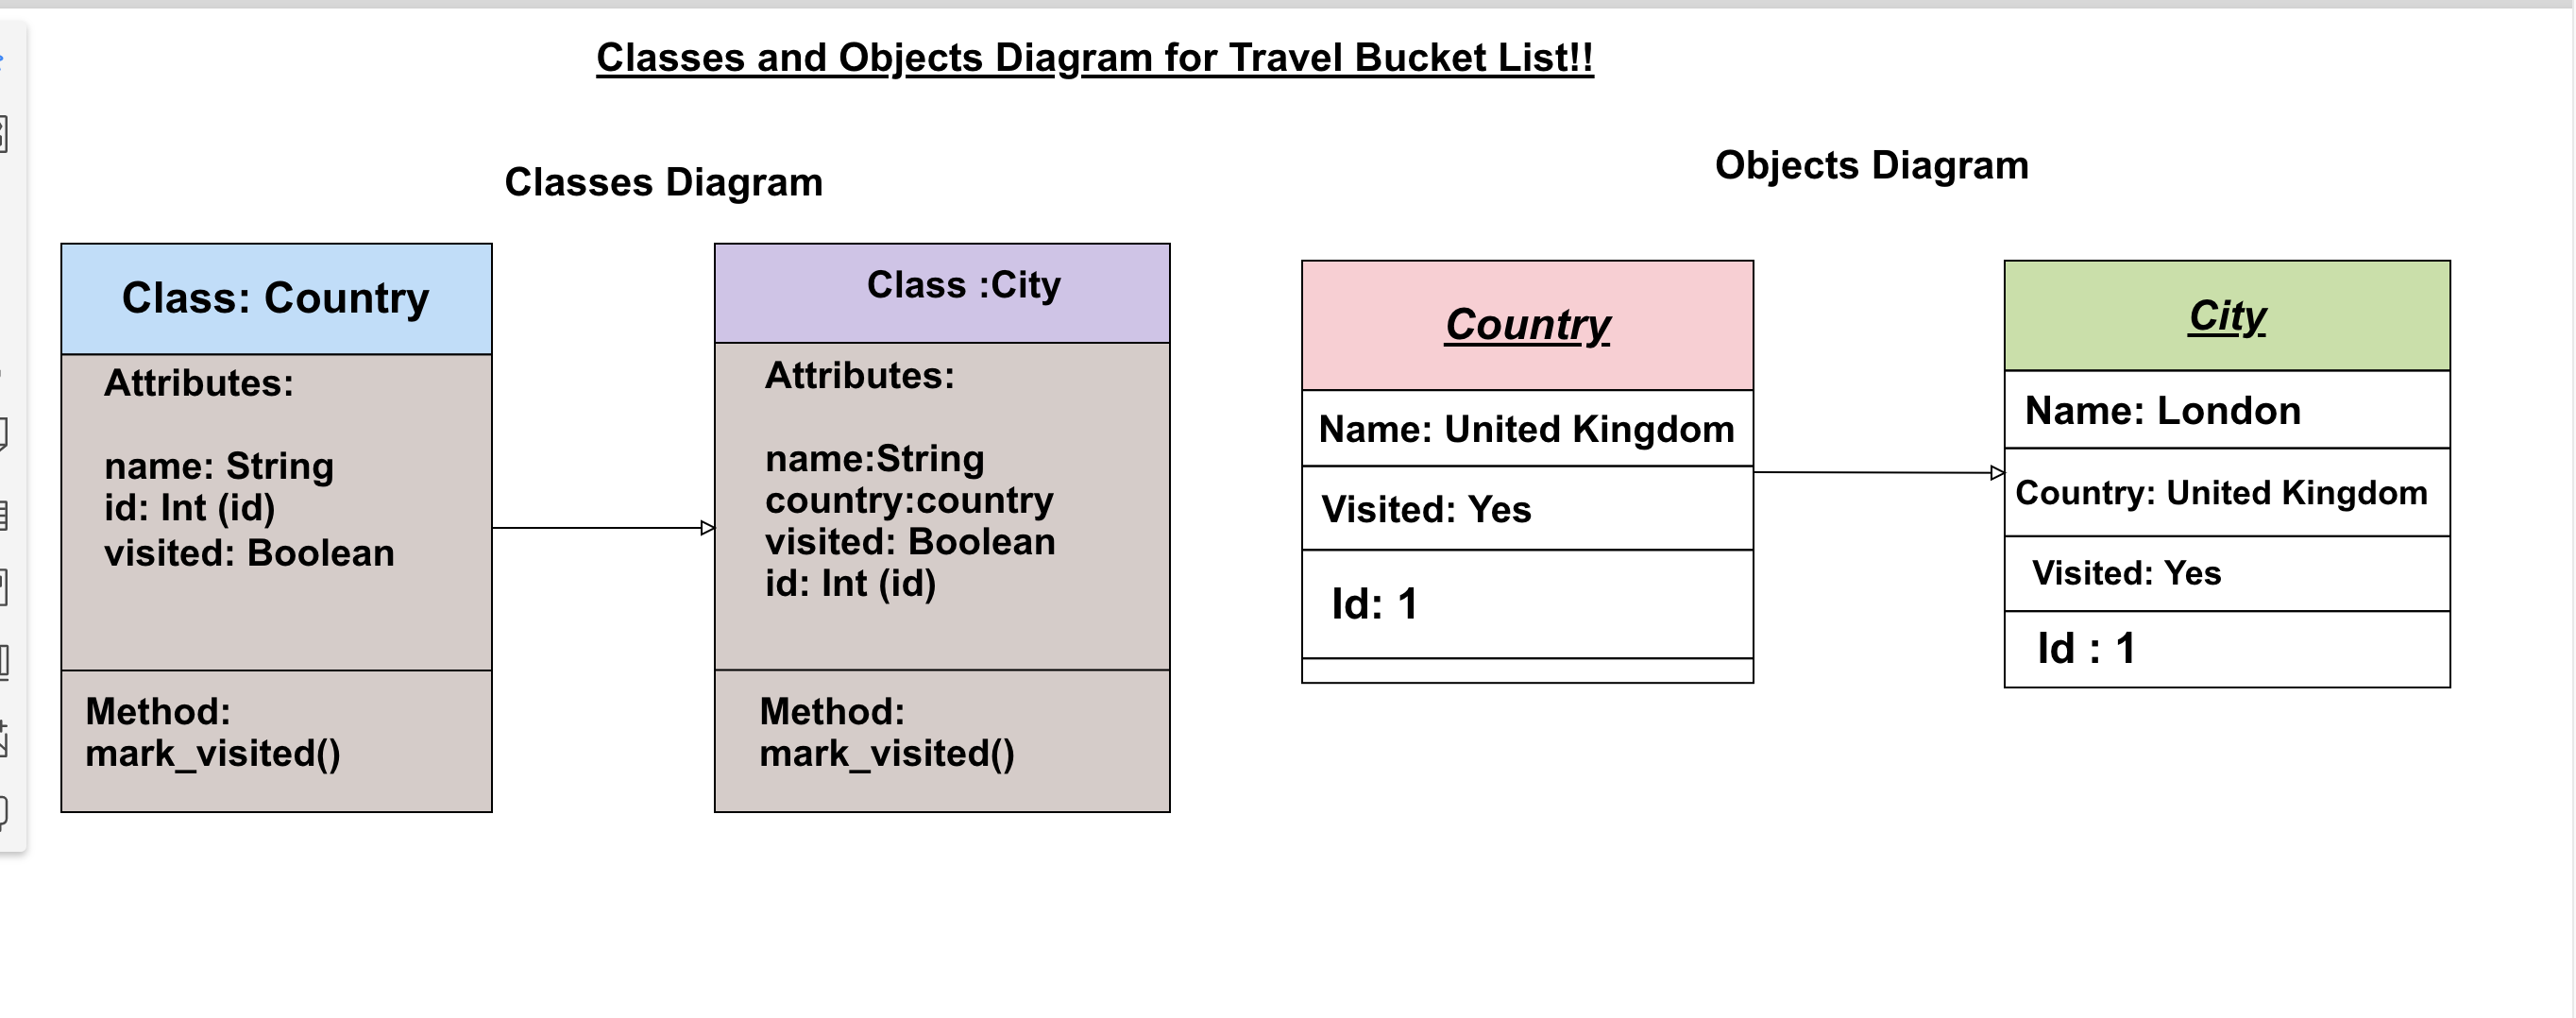 Classes and Objects Diagram for Travel Bucket List!!
Classes Diagram
Objects Diagram
Class: Country
Attributes:
name: String
id: Int (id)
visited: Boolean
Method:
mark_visited()
Class :City
Attributes:
name:String
country:country
visited: Boolean
id: Int (id)
Method:
mark_visited()
Country
Name: United Kingdom
Visited: Yes
Id: 1
City
Name: London
Country: United Kingdom
Visited: Yes
Id : 1